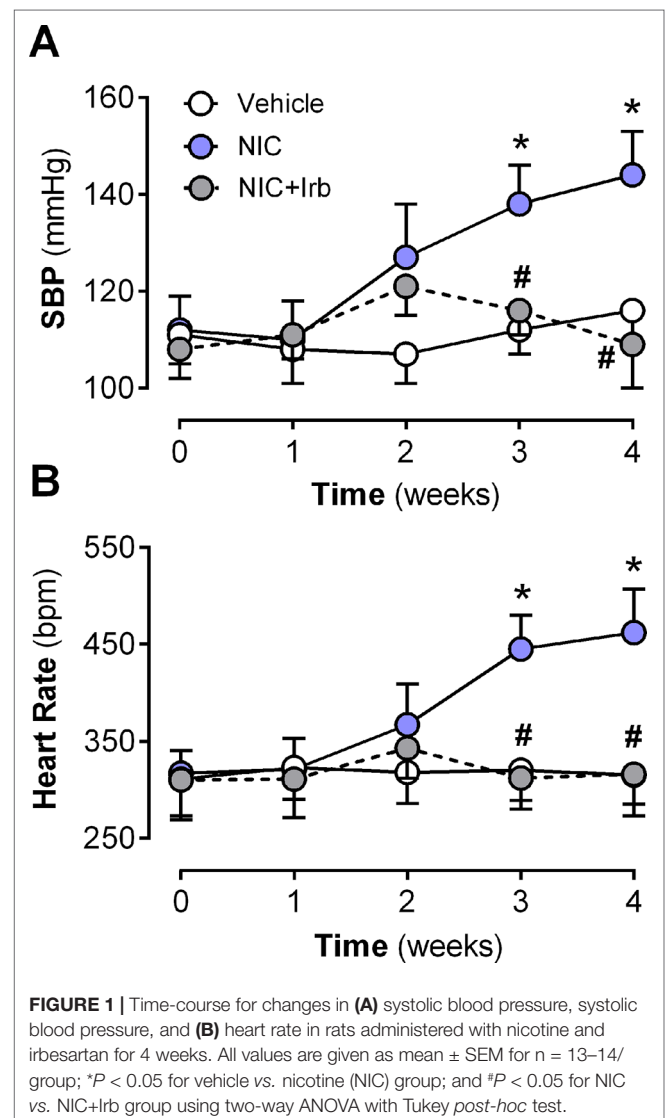 A
160
140
120
100
SBP (mmHg)
Vehicle
NIC
NIC+Irb
*
*
#
#
0 1 2 3 4
Time (weeks)
B
550
450
350
250
Heart Rate (bpm)
*
*
#
#
0 1 2 3 4
Time (weeks)
FIGURE 1 | Time-course for changes in (A) systolic blood pressure, systolic
blood pressure, and (B) heart rate in rats administered with nicotine and
irbesartan for 4 weeks. All values are given as mean ± SEM for n = 13–14/
group; *P < 0.05 for vehicle vs. nicotine (NIC) group; and #P < 0.05 for NIC
vs. NIC+Irb group using two-way ANOVA with Tukey post-hoc test.